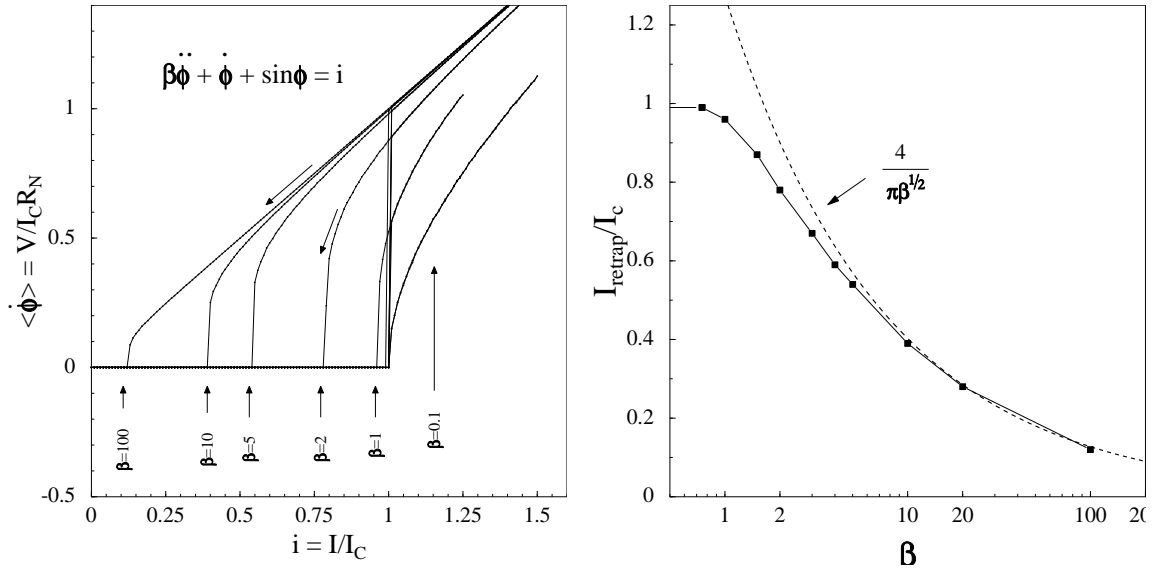 βφ̈ + φ̇ + sinφ = i
<φ̇> = V/I_CR_N
1
0.5
0
-0.5
β=100
β=10
β=5
β=2
β=1
β=0.1
0 0.25 0.5 0.75 1 1.25 1.5
i = I/I_C
I_retrap/I_c
1.2
1
0.8
0.6
0.4
0.2
0
4
πβ^1/2
1 2 10 20 100 20
β